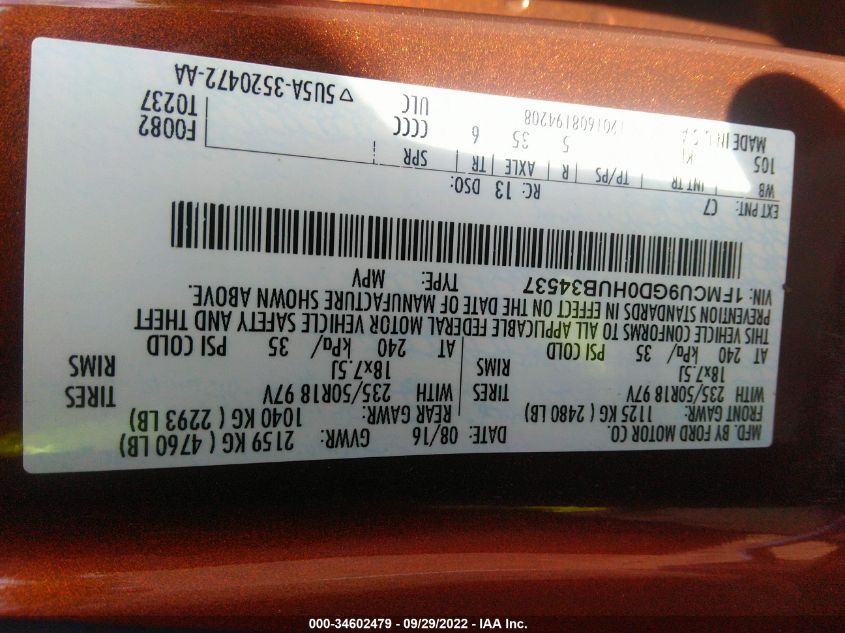 MFD. BY FORD MOTOR CO.
DATE: 08/16 GVWR: 2159 KG ( 4760 LB)
FRONT GAWR: 1125 KG ( 2480 LB) REAR GAWR: 1040 KG ( 2293 LB)
WITH 235/50R18 97V TIRES WITH 235/50R18 97V TIRES
18x7.5J RIMS 18x7.5J RIMS
AT 240 kPa/ 35 PSI COLD AT 240 kPa/ 35 PSI COLD
THIS VEHICLE CONFORMS TO ALL APPLICABLE FEDERAL MOTOR VEHICLE SAFETY AND THEFT
PREVENTION STANDARDS IN EFFECT ON THE DATE OF MANUFACTURE SHOWN ABOVE.
VIN: 1FMCU9GD0HUB34537 TYPE: MPV
EXT PNT: C7 RC: 13 DSO:
WB INT TR TP/PS R AXLE TR SPR F0082
105 5 35 6 CCCC T0237
MADE IN 1201608194208 ULC
▽5U5A-3520472-AA
000-34602479 - 09/29/2022 - IAA Inc.